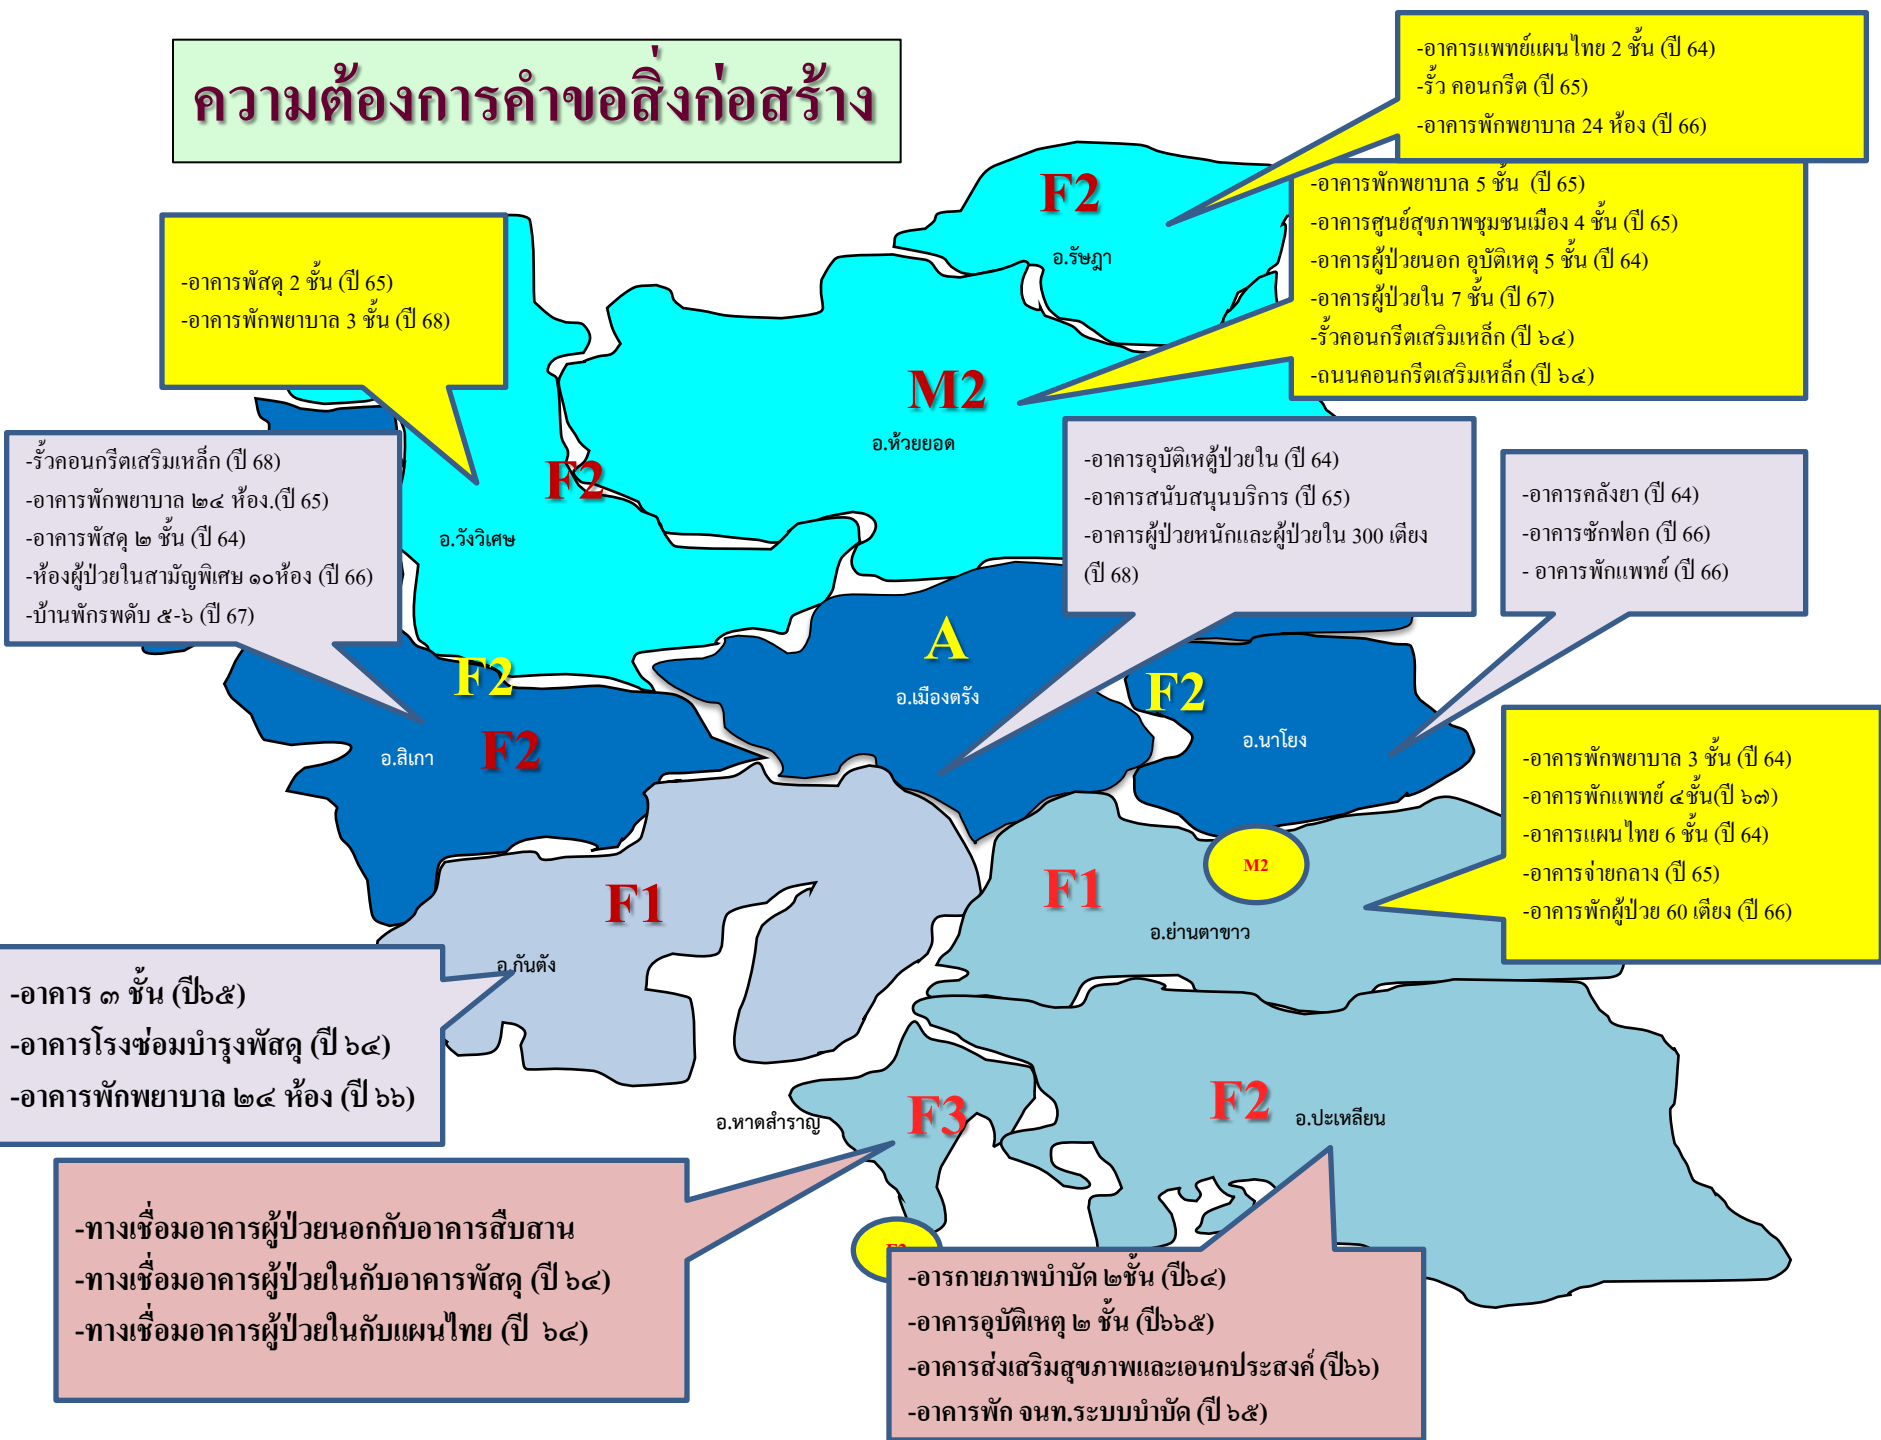 ความต้องการคำขอสิ่งก่อสร้าง
-อาคารแพทย์แผนไทย 2 ชั้น (ปี 64)
-รั้ว คอนกรีต (ปี 65)
-อาคารพักพยาบาล 24 ห้อง (ปี 66)
F2
อ.รัษฎา
-อาคารพักพยาบาล 5 ชั้น (ปี 65)
-อาคารศูนย์สุขภาพชุมชนเมือง 4 ชั้น (ปี 65)
-อาคารผู้ป่วยนอก อุบัติเหตุ 5 ชั้น (ปี 64)
-อาคารผู้ป่วยใน 7 ชั้น (ปี 67)
-รั้วคอนกรีตเสริมเหล็ก (ปี ๖๔)
-ถนนคอนกรีตเสริมเหล็ก (ปี ๖๔)
-อาคารพัสดุ 2 ชั้น (ปี 65)
-อาคารพักพยาบาล 3 ชั้น (ปี 68)
M2
อ.ห้วยยอด
F2
อ.วังวิเศษ
-รั้วคอนกรีตเสริมเหล็ก (ปี 68)
-อาคารพักพยาบาล ๒๔ ห้อง.(ปี 65)
-อาคารพัสดุ ๒ ชั้น (ปี 64)
-ห้องผู้ป่วยในสามัญพิเศษ ๑๐ห้อง (ปี 66)
-บ้านพักรพดับ ๕-๖ (ปี 67)
-อาคารอุบัติเหตู้ป่วยใน (ปี 64)
-อาคารสนับสนุนบริการ (ปี 65)
-อาคารผู้ป่วยหนักและผู้ป่วยใน 300 เตียง
(ปี 68)
-อาคารคลังยา (ปี 64)
-อาคารซักฟอก (ปี 66)
- อาคารพักแพทย์ (ปี 66)
A
อ.เมืองตรัง
F2
F2
อ.สิเกา
F2
อ.นาโยง
-อาคารพักพยาบาล 3 ชั้น (ปี 64)
-อาคารพักแพทย์ ๔ชั้น(ปี ๖๗)
-อาคารแผนไทย 6 ชั้น (ปี 64)
-อาคารจ่ายกลาง (ปี 65)
-อาคารพักผู้ป่วย 60 เตียง (ปี 66)
M2
F1
อ.ย่านตาขาว
F1
อ.กันตัง
-อาคาร ๓ ชั้น (ปี๖๕)
-อาคารโรงซ่อมบำรุงพัสดุ (ปี ๖๔)
-อาคารพักพยาบาล ๒๔ ห้อง (ปี ๖๖)
F3
อ.หาดสำราญ
F2
อ.ปะเหลียน
-ทางเชื่อมอาคารผู้ป่วยนอกกับอาคารสืบสาน
-ทางเชื่อมอาคารผู้ป่วยในกับอาคารพัสดุ (ปี ๖๔)
-ทางเชื่อมอาคารผู้ป่วยในกับแผนไทย (ปี ๖๔)
-อารกายภาพบำบัด ๒ชั้น (ปี๖๔)
-อาคารอุบัติเหตุ ๒ ชั้น (ปี๖๖๕)
-อาคารส่งเสริมสุขภาพและเอนกประสงค์ (ปี๖๖)
-อาคารพัก จนท.ระบบบำบัด (ปี ๖๕)